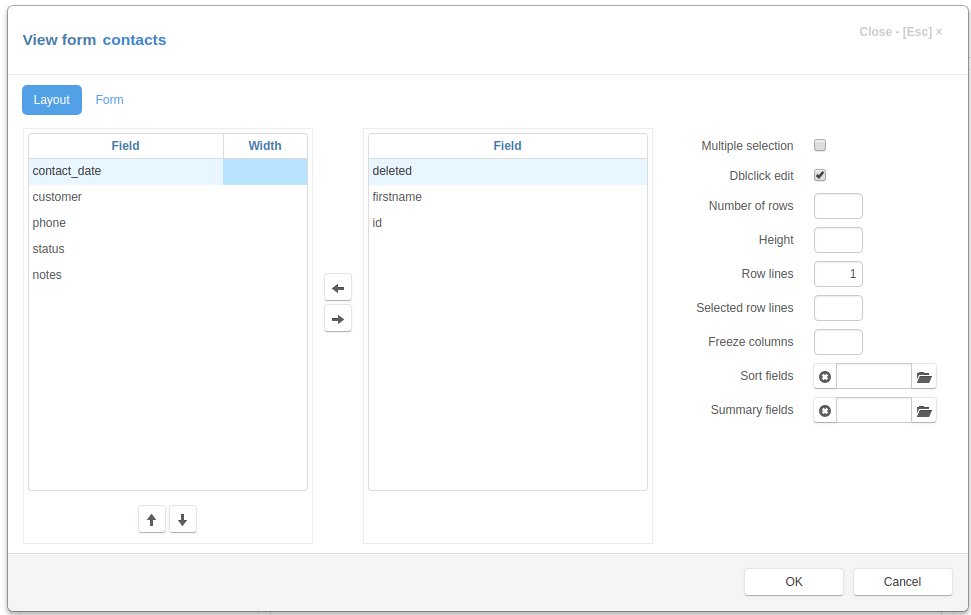 View form contacts
Close - [Esc] ×
Layout Form
Field Width
contact_date
customer
phone
status
notes
Field
deleted
firstname
id
Multiple selection
Dblclick edit
Number of rows
Height
Row lines 1
Selected row lines
Freeze columns
Sort fields
Summary fields
OK Cancel